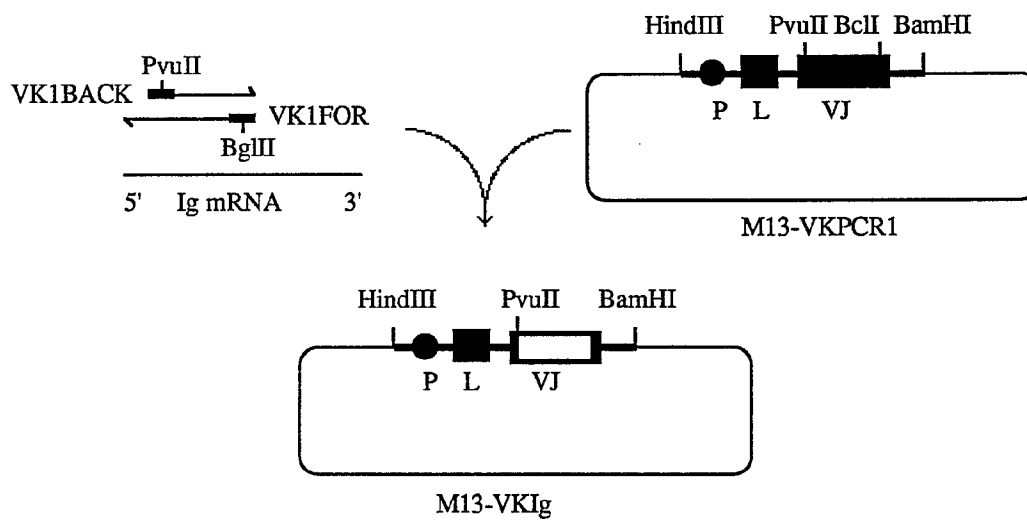 PvuII
VK1BACK
VK1FOR
BglII
5' Ig mRNA 3'
HindIII PvuII BclI BamHI
P L VJ
M13-VKPCR1
HindIII PvuII BamHI
P L VJ
M13-VKIg